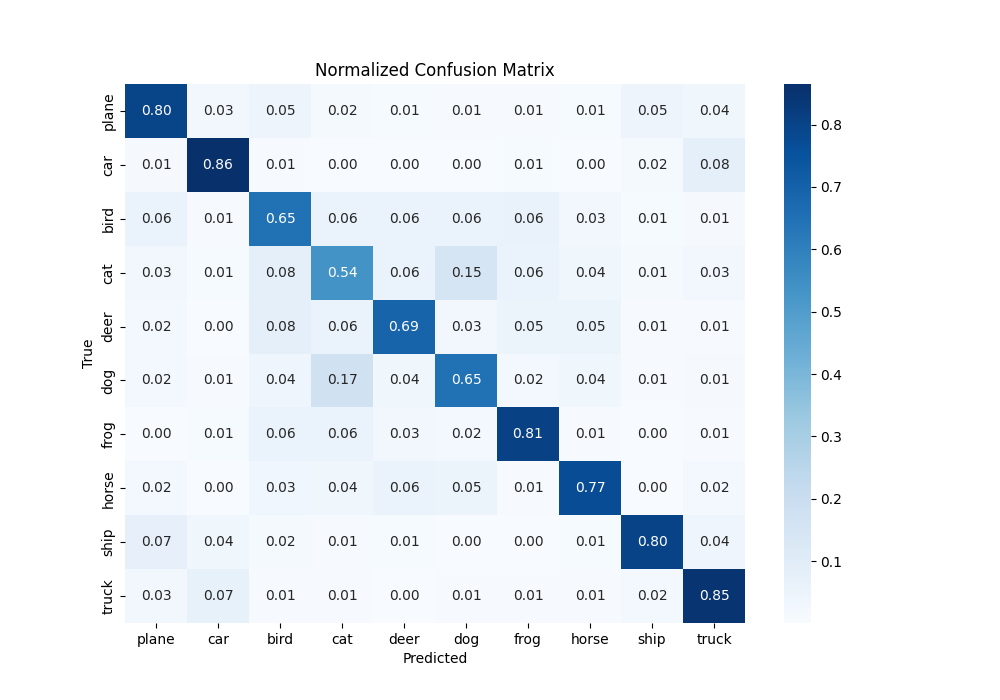 Normalized Confusion Matrix
plane 0.80 0.03 0.05 0.02 0.01 0.01 0.01 0.01 0.05 0.04
car 0.01 0.86 0.01 0.00 0.00 0.00 0.01 0.00 0.02 0.08
bird 0.06 0.01 0.65 0.06 0.06 0.06 0.06 0.03 0.01 0.01
cat 0.03 0.01 0.08 0.54 0.06 0.15 0.06 0.04 0.01 0.03
deer 0.02 0.00 0.08 0.06 0.69 0.03 0.05 0.05 0.01 0.01
dog 0.02 0.01 0.04 0.17 0.04 0.65 0.02 0.04 0.01 0.01
frog 0.00 0.01 0.06 0.06 0.03 0.02 0.81 0.01 0.00 0.01
horse 0.02 0.00 0.03 0.04 0.06 0.05 0.01 0.77 0.00 0.02
ship 0.07 0.04 0.02 0.01 0.01 0.00 0.00 0.01 0.80 0.04
truck 0.03 0.07 0.01 0.01 0.00 0.01 0.01 0.01 0.02 0.85
plane car bird cat deer dog frog horse ship truck
Predicted
True
0.8
0.7
0.6
0.5
0.4
0.3
0.2
0.1